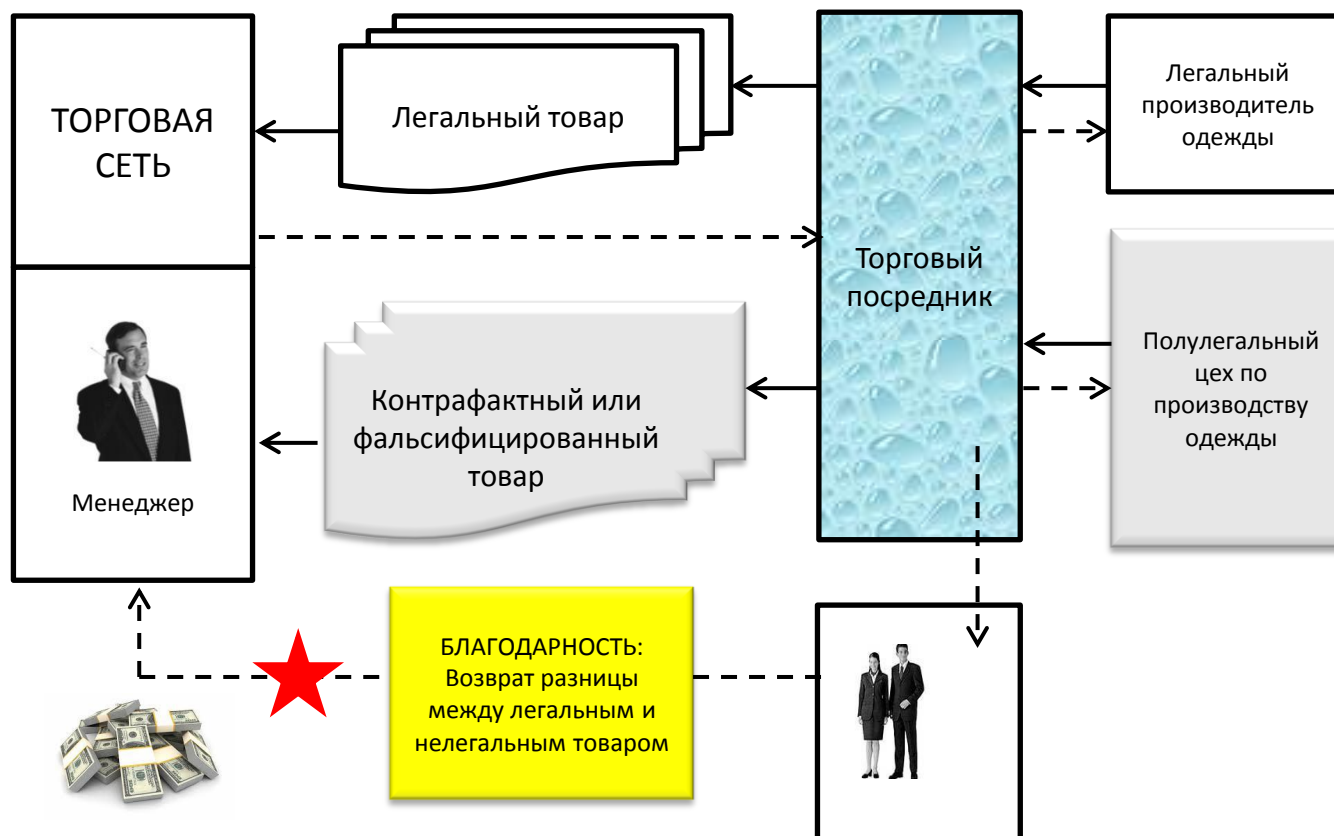 ТОРГОВАЯ
СЕТЬ
Легальный товар
Легальный
производитель
одежды
Торговый
посредник
Менеджер
Контрафактный или
фальсифицированный
товар
Полулегальный
цех по
производству
одежды
БЛАГОДАРНОСТЬ:
Возврат разницы
между легальным и
нелегальным товаром